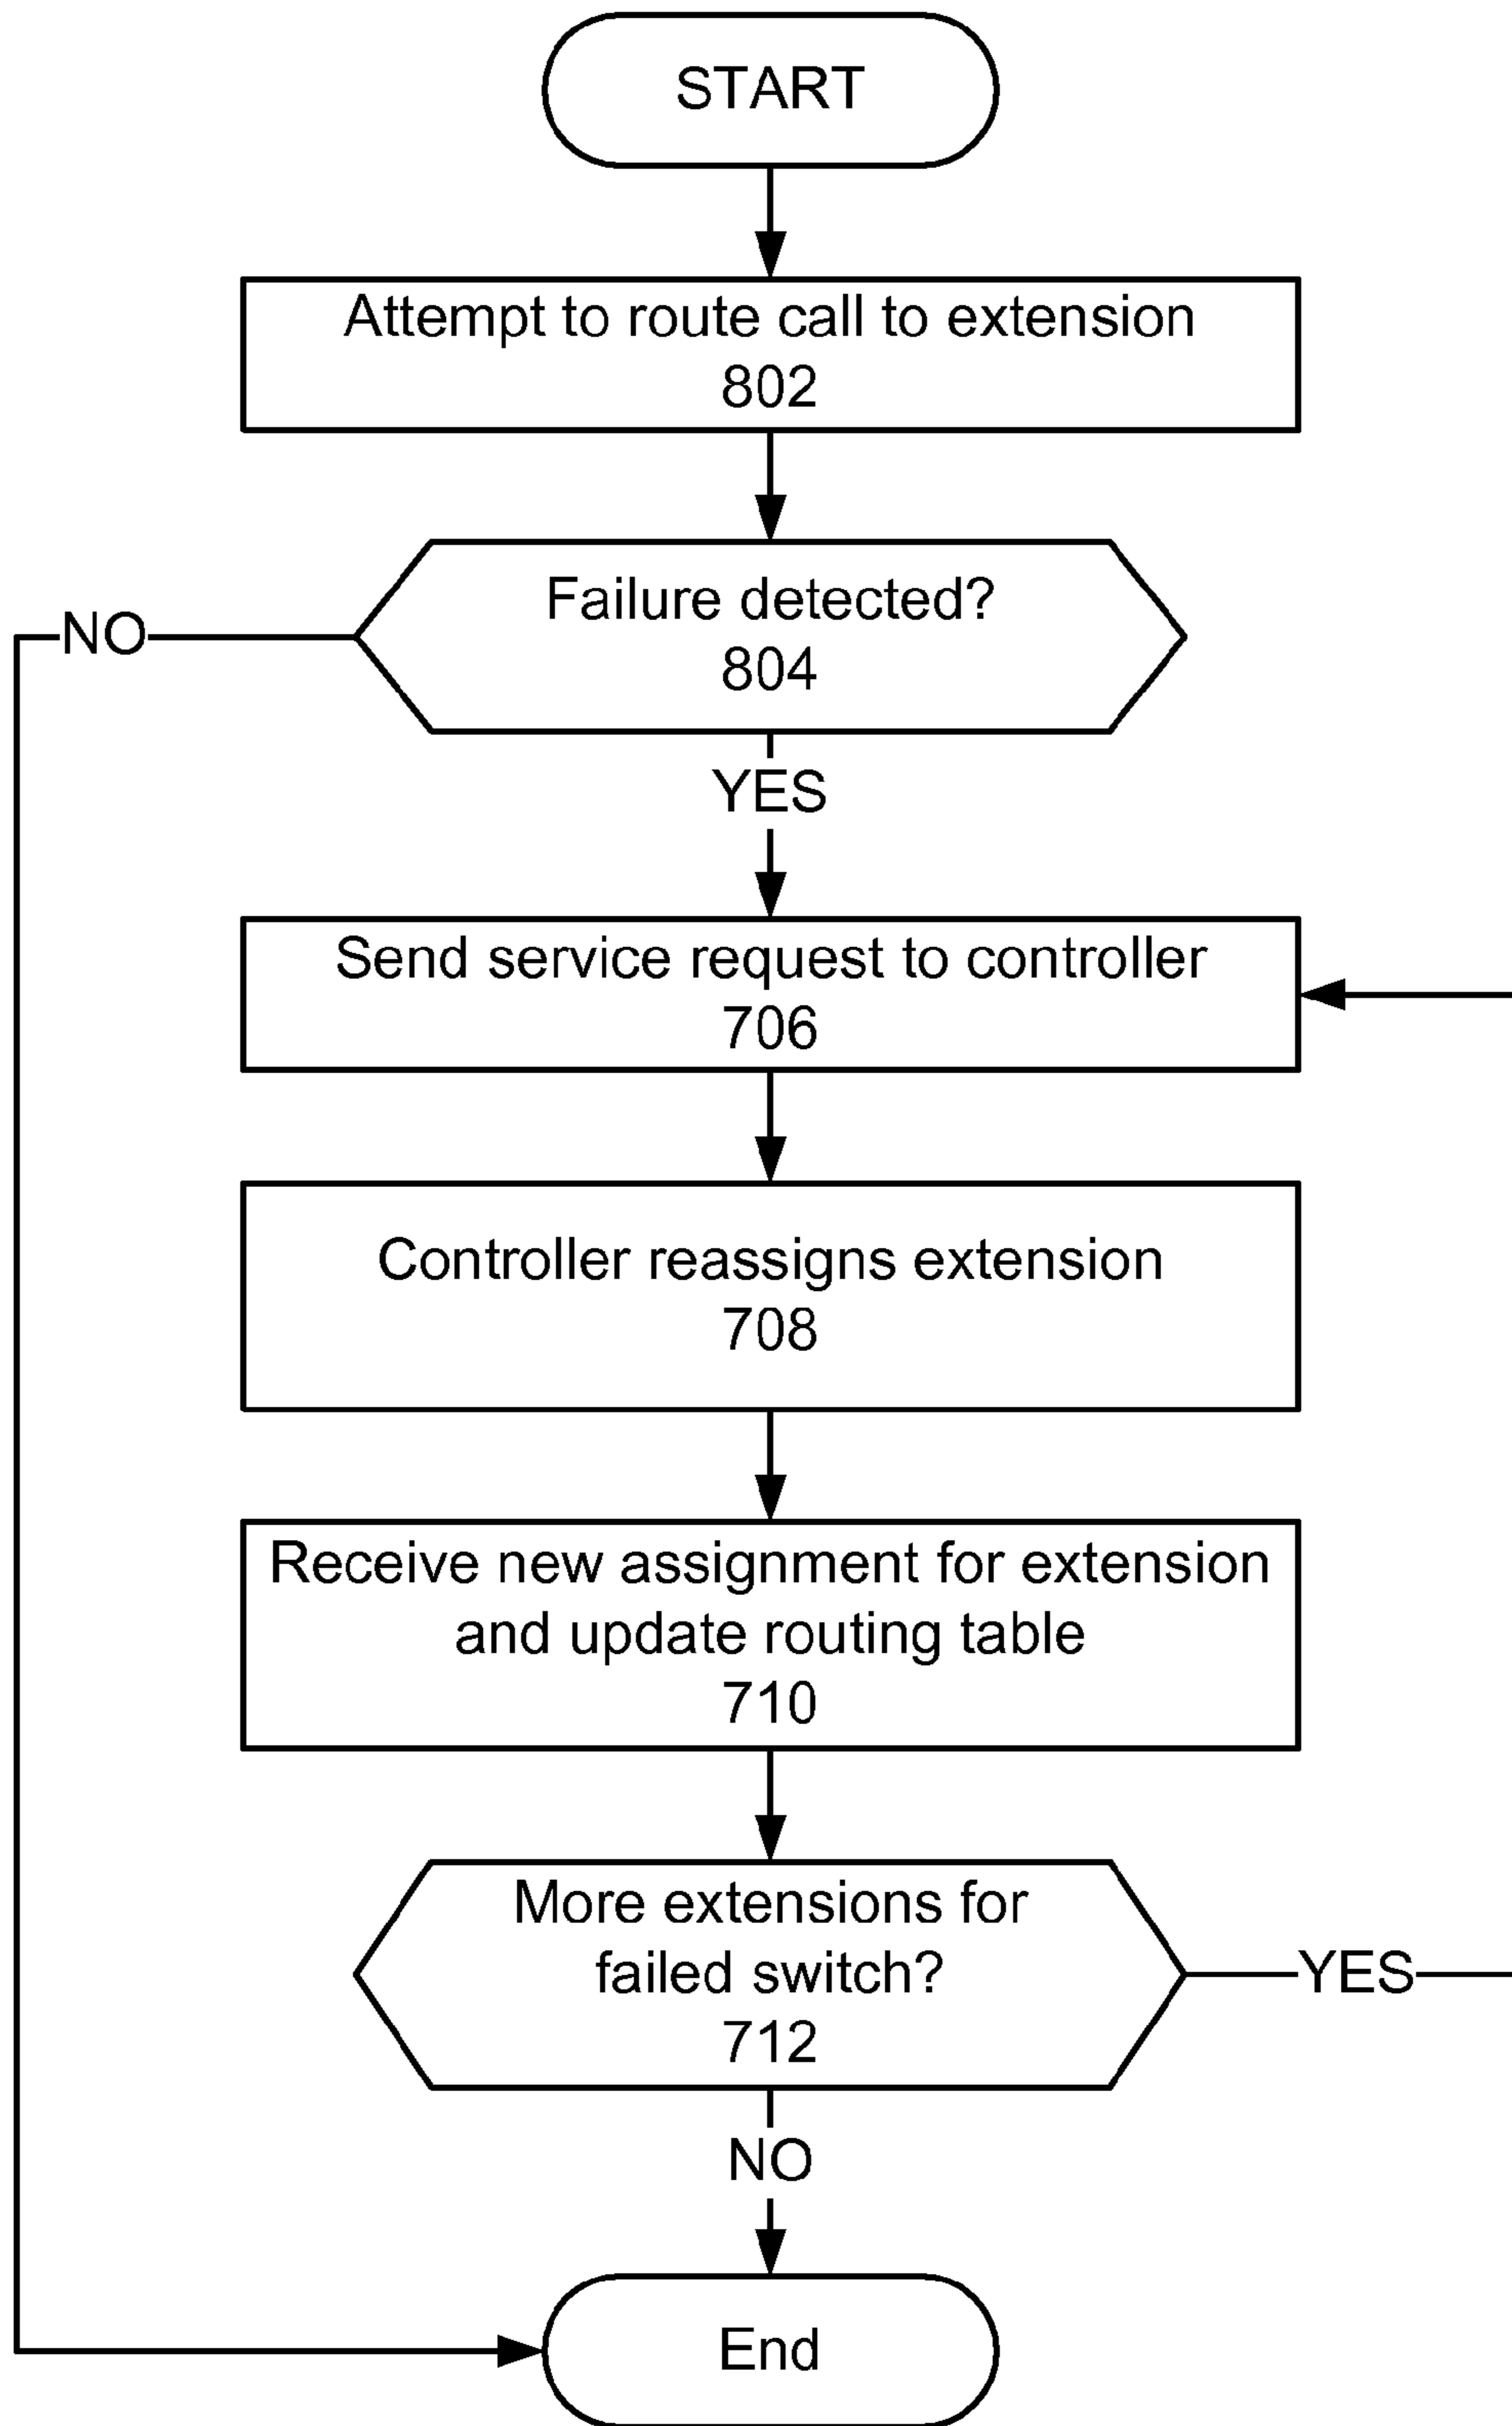 START
Attempt to route call to extension
802
Failure detected?
804
NO
YES
Send service request to controller
706
Controller reassigns extension
708
Receive new assignment for extension
and update routing table
710
More extensions for
failed switch?
712
YES
NO
End